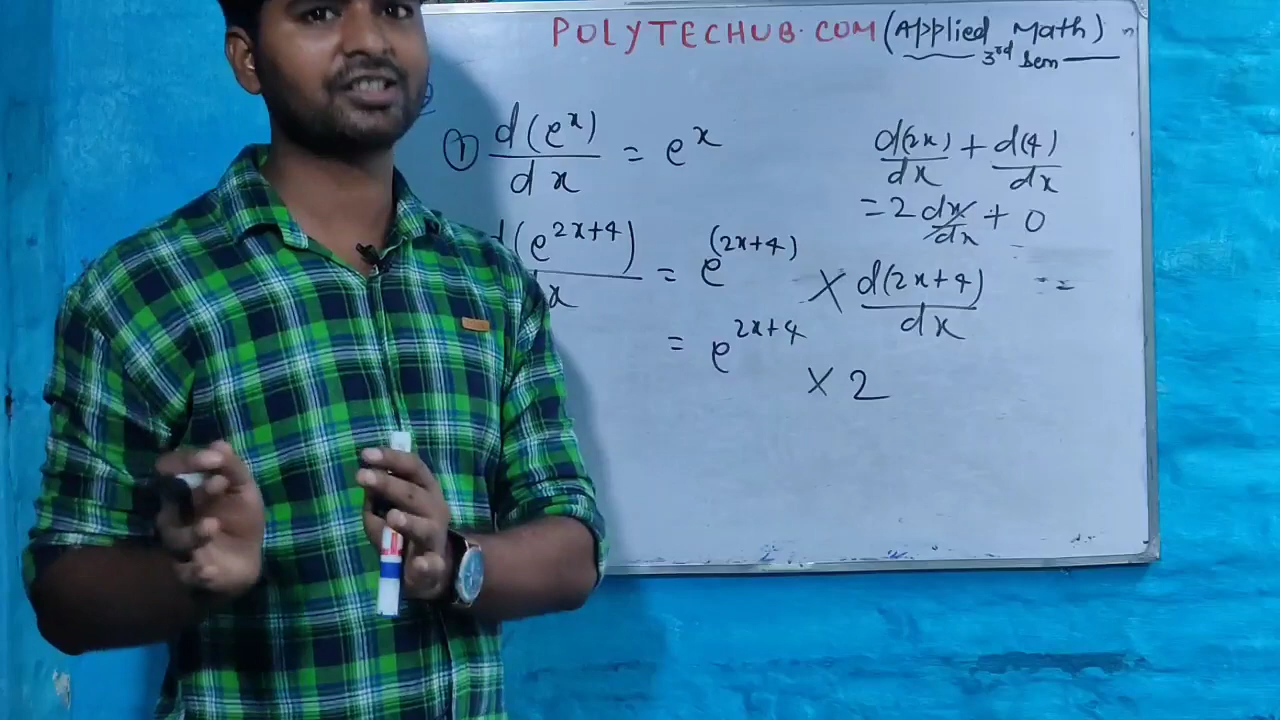 POLYTECHUB.COM (Applied Math)
3rd Sem
① d(e^x)/dx = e^x
d(2x)/dx + d(4)/dx
= 2 dx/dx + 0
d(e^{2x+4})/dx = e^{(2x+4)} × d(2x+4)/dx
= e^{2x+4} × 2